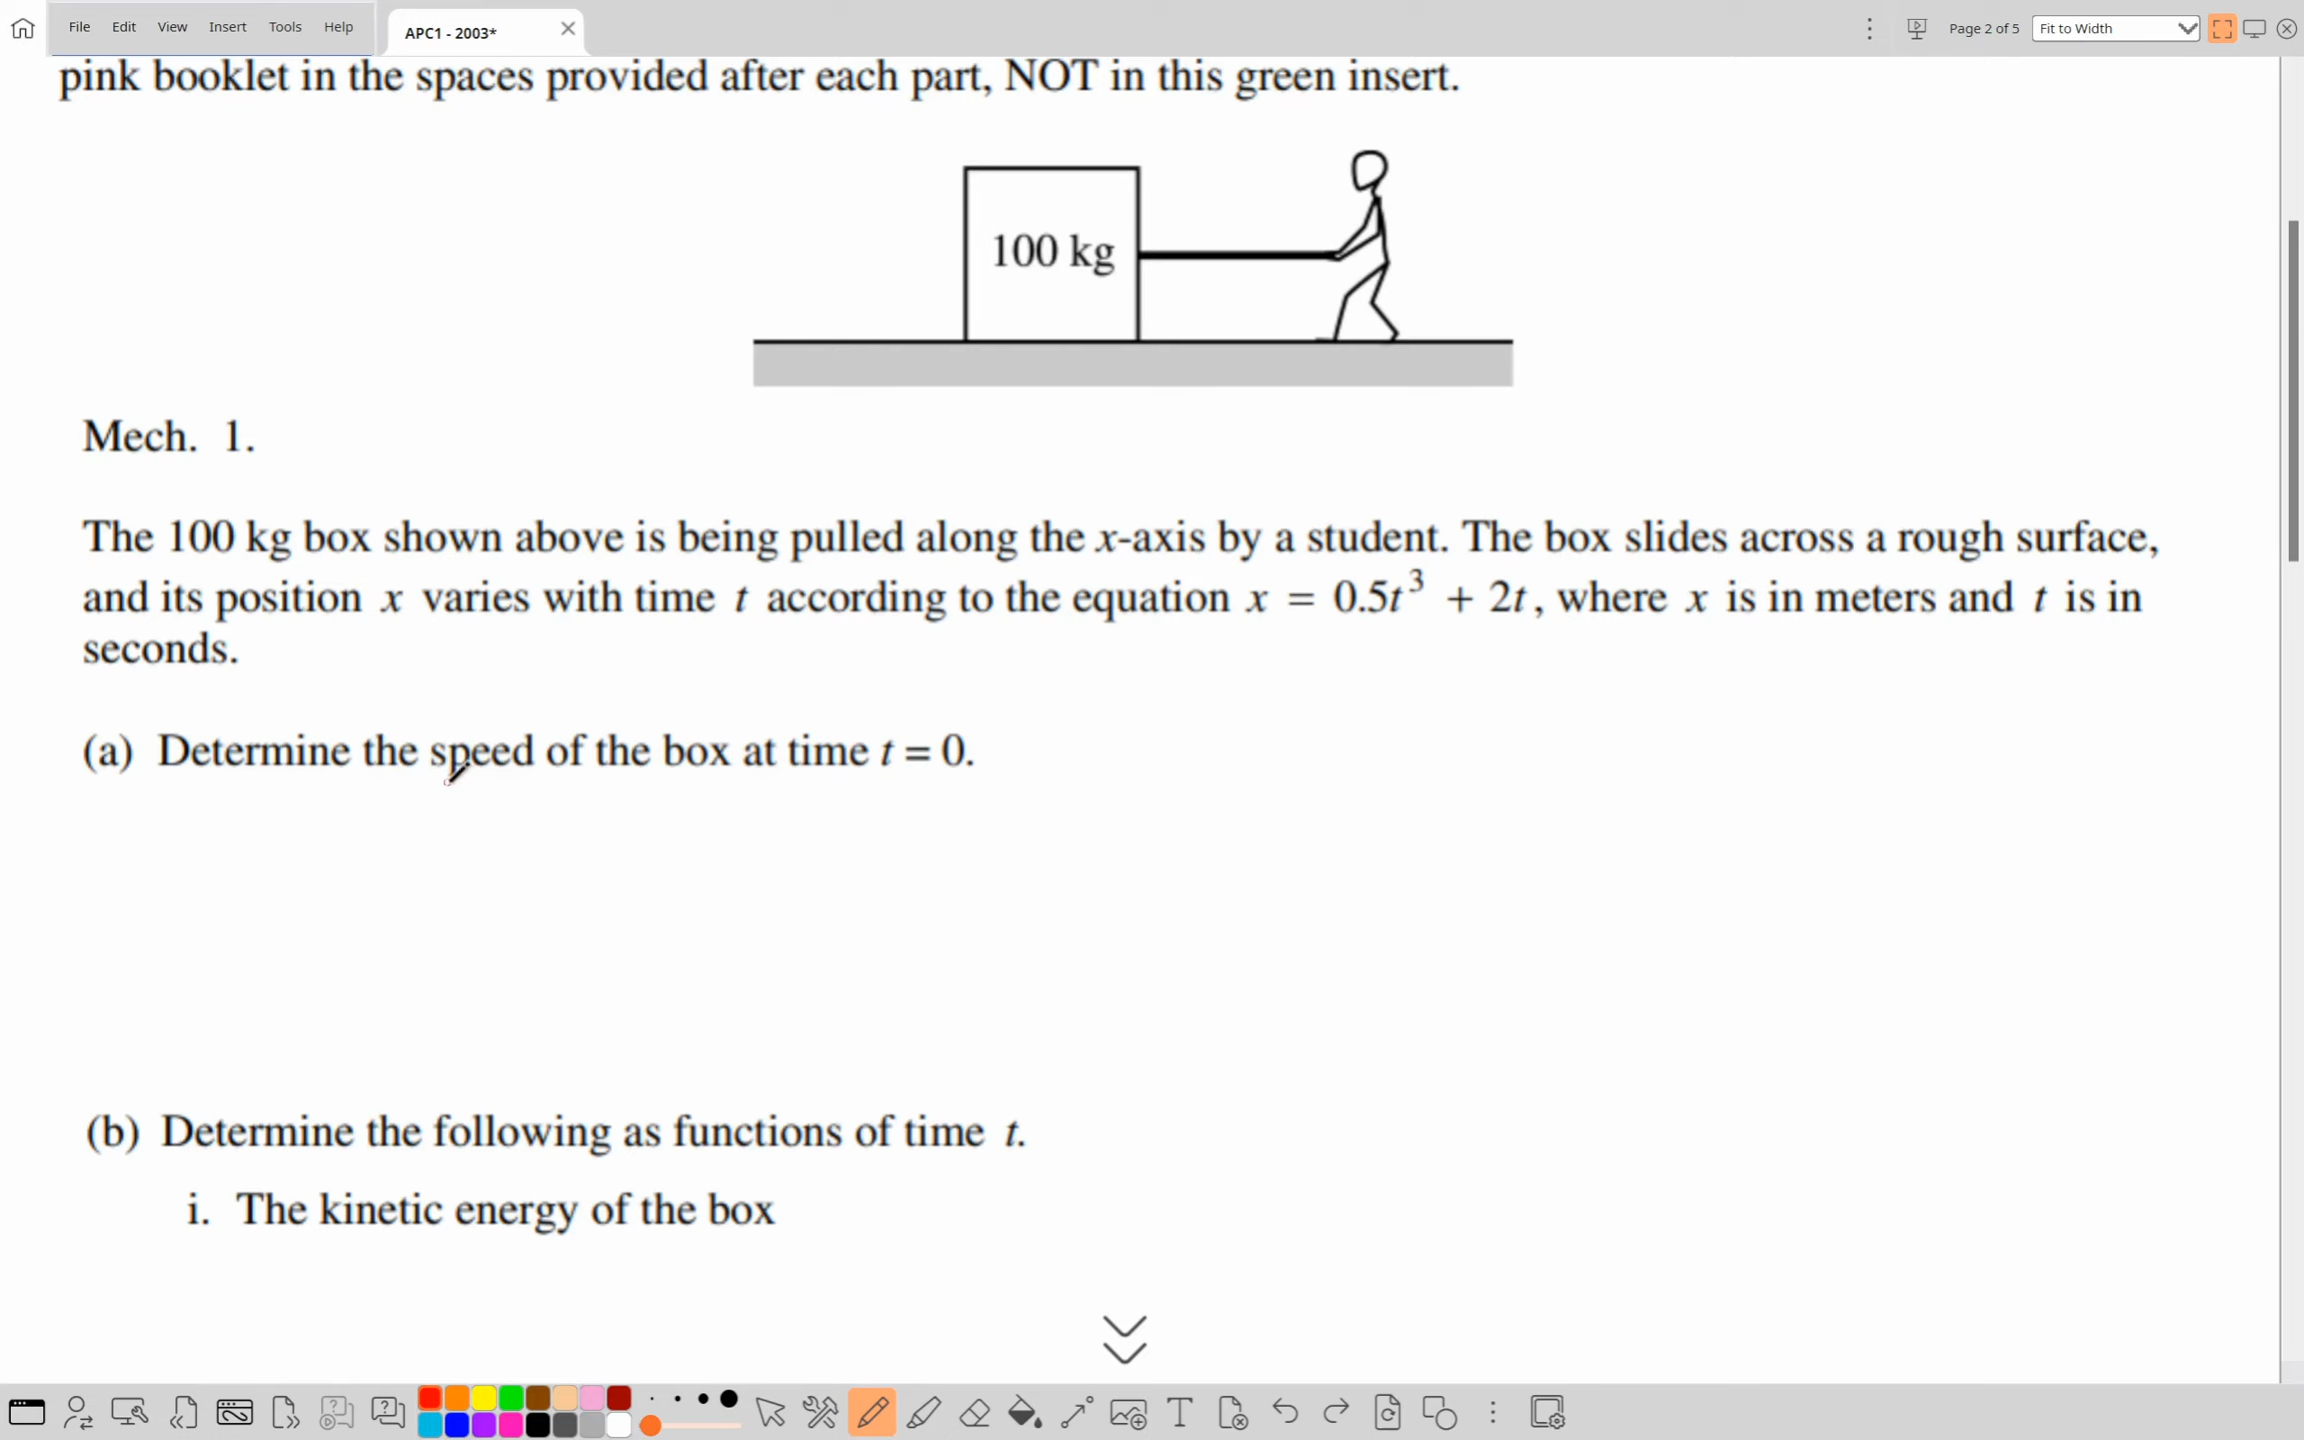 File Edit View Insert Tools Help APC1 - 2003* Page 2 of 5 Fit to Width
pink booklet in the spaces provided after each part, NOT in this green insert.
100 kg
Mech. 1.
The 100 kg box shown above is being pulled along the x-axis by a student. The box slides across a rough surface,
and its position x varies with time t according to the equation x = 0.5t³ + 2t, where x is in meters and t is in
seconds.
(a) Determine the speed of the box at time t = 0.
(b) Determine the following as functions of time t.
i. The kinetic energy of the box